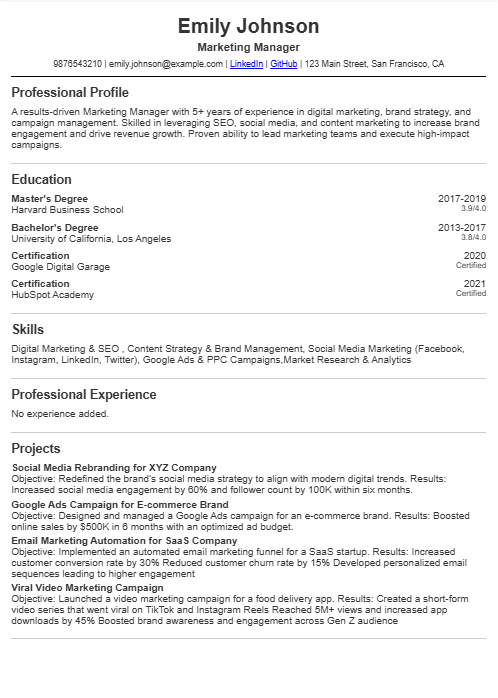 Emily Johnson
Marketing Manager
9876543210 | emily.johnson@example.com | LinkedIn | GitHub | 123 Main Street, San Francisco, CA
Professional Profile
A results-driven Marketing Manager with 5+ years of experience in digital marketing, brand strategy, and
campaign management. Skilled in leveraging SEO, social media, and content marketing to increase brand
engagement and drive revenue growth. Proven ability to lead marketing teams and execute high-impact
campaigns.
Education
Master's Degree 2017-2019
Harvard Business School 3.9/4.0
Bachelor's Degree 2013-2017
University of California, Los Angeles 3.8/4.0
Certification 2020
Google Digital Garage Certified
Certification 2021
HubSpot Academy Certified
Skills
Digital Marketing & SEO , Content Strategy & Brand Management, Social Media Marketing (Facebook,
Instagram, LinkedIn, Twitter), Google Ads & PPC Campaigns,Market Research & Analytics
Professional Experience
No experience added.
Projects
Social Media Rebranding for XYZ Company
Objective: Redefined the brand's social media strategy to align with modern digital trends. Results:
Increased social media engagement by 60% and follower count by 100K within six months.
Google Ads Campaign for E-commerce Brand
Objective: Designed and managed a Google Ads campaign for an e-commerce brand. Results: Boosted
online sales by $500K in 6 months with an optimized ad budget.
Email Marketing Automation for SaaS Company
Objective: Implemented an automated email marketing funnel for a SaaS startup. Results: Increased
customer conversion rate by 30% Reduced customer churn rate by 15% Developed personalized email
sequences leading to higher engagement
Viral Video Marketing Campaign
Objective: Launched a video marketing campaign for a food delivery app. Results: Created a short-form
video series that went viral on TikTok and Instagram Reels Reached 5M+ views and increased app
downloads by 45% Boosted brand awareness and engagement across Gen Z audience